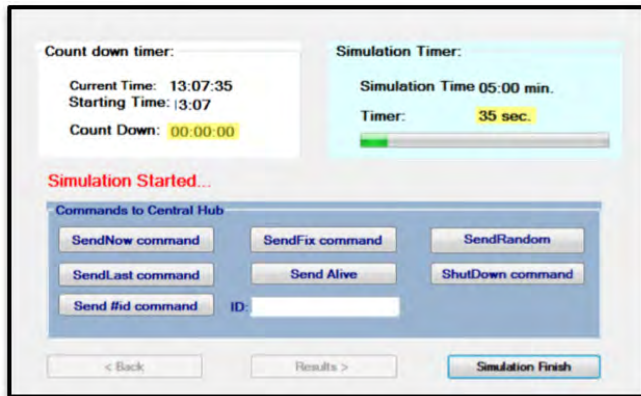 Count down timer:
Current Time: 13:07:35
Starting Time: 13:07
Count Down: 00:00:00
Simulation Timer:
Simulation Time 05:00 min.
Timer: 35 sec.
Simulation Started...
Commands to Central Hub
SendNow command SendFix command SendRandom
SendLast command Send Alive ShutDown command
Send #id command ID:
< Back Results > Simulation Finish